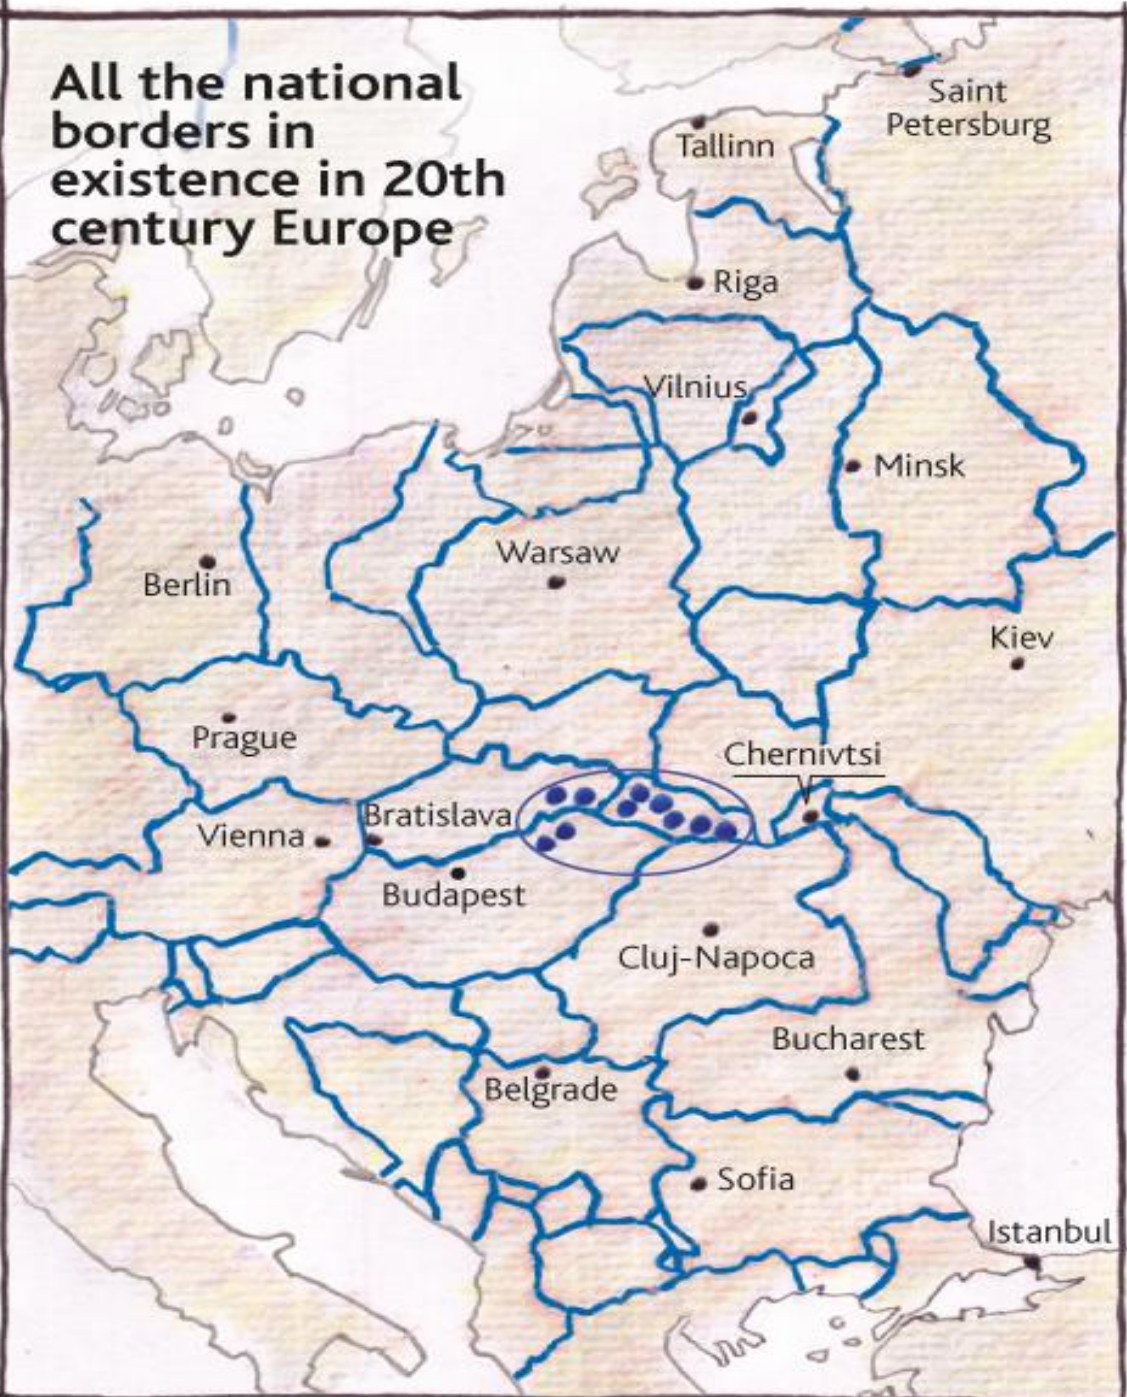 All the national
borders in
existence in 20th
century Europe
Saint
Petersburg
Tallinn
Riga
Vilnius
Minsk
Warsaw
Berlin
Kiev
Prague
Chernivtsi
Bratislava
Vienna
Budapest
Cluj-Napoca
Bucharest
Belgrade
Sofia
Istanbul